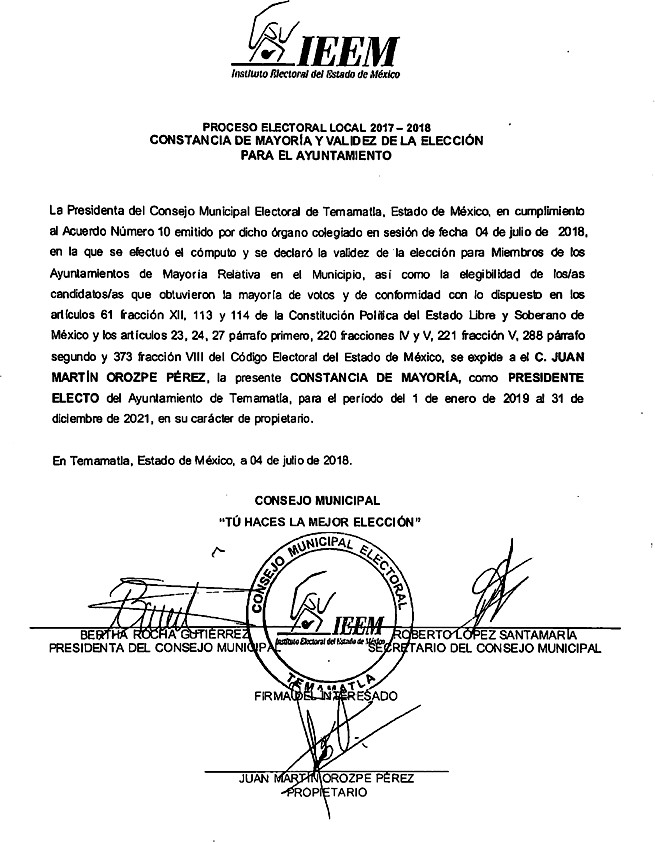 IEEM
Instituto Electoral del Estado de México
PROCESO ELECTORAL LOCAL 2017 – 2018
CONSTANCIA DE MAYORÍA Y VALIDEZ DE LA ELECCIÓN
PARA EL AYUNTAMIENTO
La Presidenta del Consejo Municipal Electoral de Temamatla, Estado de México, en cumplimiento
al Acuerdo Número 10 emitido por dicho órgano colegiado en sesión de fecha 04 de julio de 2018,
en la que se efectuó el cómputo y se declaró la validez de la elección para Miembros de los
Ayuntamientos de Mayoría Relativa en el Municipio, así como la elegibilidad de los/as
candidatos/as que obtuvieron la mayoría de votos y de conformidad con lo dispuesto en los
artículos 61 fracción XII, 113 y 114 de la Constitución Política del Estado Libre y Soberano de
México y los artículos 23, 24, 27 párrafo primero, 220 fracciones IV y V, 221 fracción V, 288 párrafo
segundo y 373 fracción VIII del Código Electoral del Estado de México, se expide a el C. JUAN
MARTÍN OROZPE PÉREZ, la presente CONSTANCIA DE MAYORÍA, como PRESIDENTE
ELECTO del Ayuntamiento de Temamatla, para el período del 1 de enero de 2019 al 31 de
diciembre de 2021, en su carácter de propietario.
En Temamatla, Estado de México, a 04 de julio de 2018.
CONSEJO MUNICIPAL
"TÚ HACES LA MEJOR ELECCIÓN"
CONSEJO MUNICIPAL ELECTORAL
IEEM
Instituto Electoral del Estado de México
TEMAMATLA
BERTHA ROCHA GUTIÉRREZ
PRESIDENTA DEL CONSEJO MUNICIPAL
ROBERTO LÓPEZ SANTAMARÍA
SECRETARIO DEL CONSEJO MUNICIPAL
FIRMA DEL INTERESADO
JUAN MARTÍN OROZPE PÉREZ
PROPIETARIO